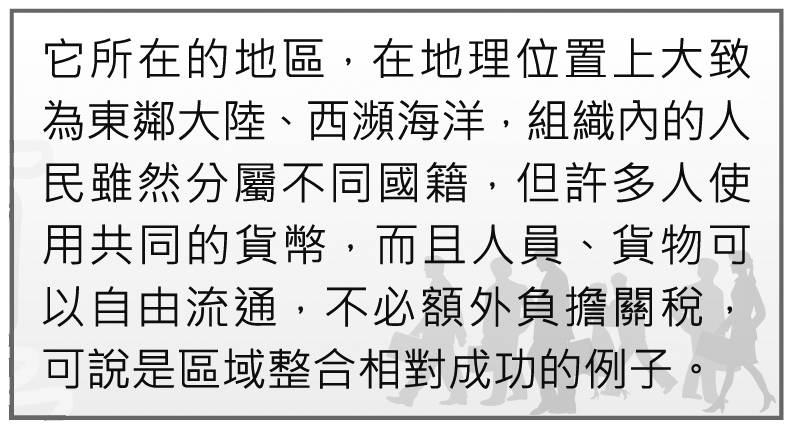 它所在的地區，在地理位置上大致
為東鄰大陸、西瀕海洋，組織內的人
民雖然分屬不同國籍，但許多人使
用共同的貨幣，而且人員、貨物可
以自由流通，不必額外負擔關稅，
可說是區域整合相對成功的例子。